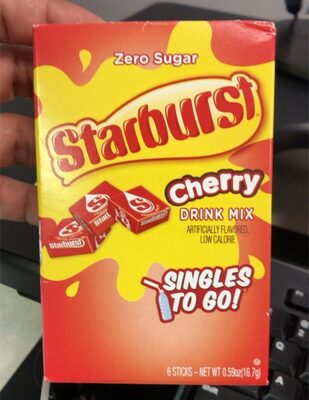 Zero Sugar
Starburst
Cherry
DRINK MIX
ARTIFICIALLY FLAVORED
LOW CALORIE
Starburst
SINGLES
TO GO!
6 STICKS – NET WT 0.59oz(16.7g)